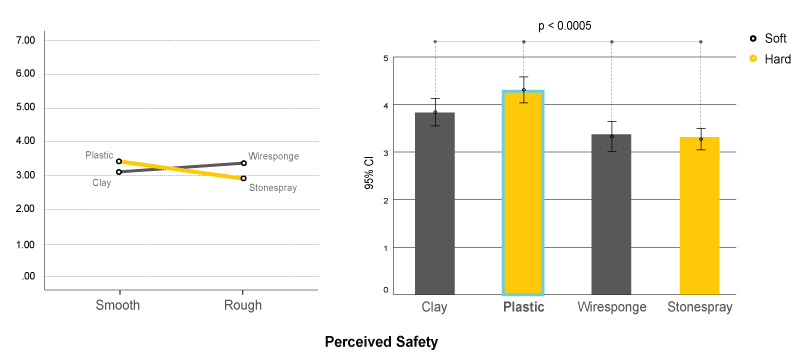 7.00
6.00
5.00
4.00
3.00
2.00
1.00
.00
Plastic
Clay
Wiresponge
Stonespray
Smooth
Rough
p < 0.0005
5
4
3
2
1
0
95% CI
Clay
Plastic
Wiresponge
Stonespray
Soft
Hard
Perceived Safety